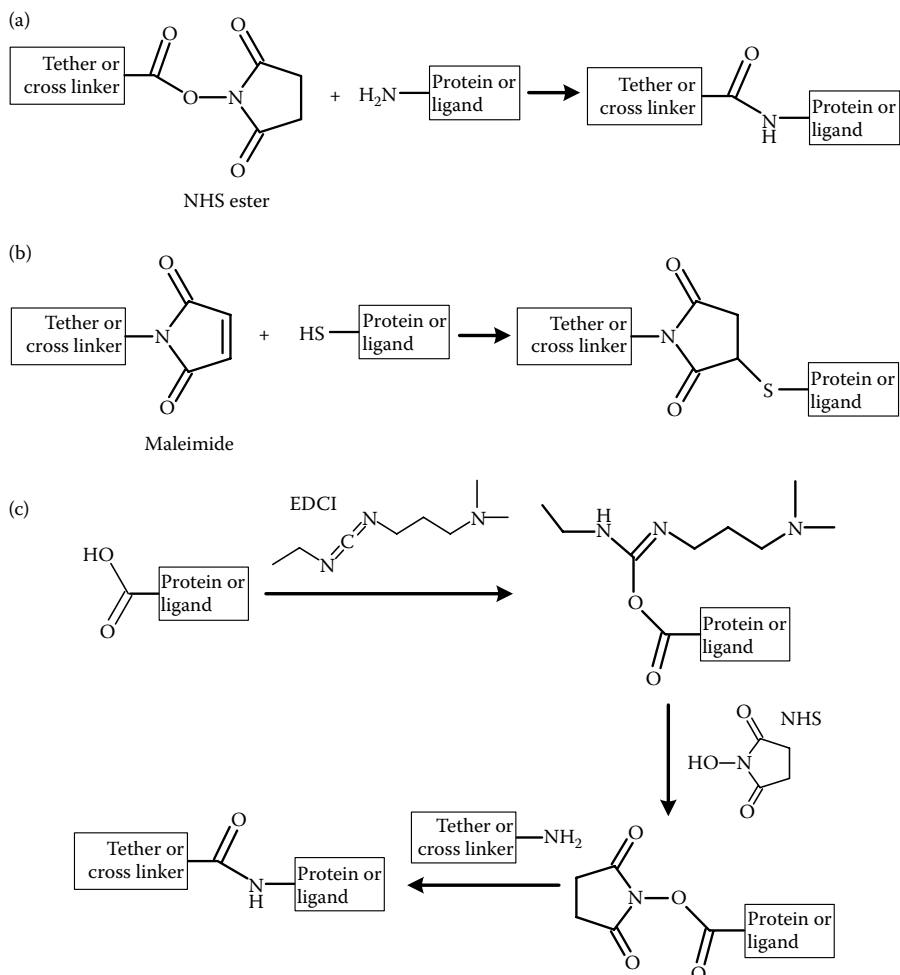 (a)
O
O
Tether or
cross linker
O
N
O
+
H2N
Protein or
ligand
O
Tether or
cross linker
N
H
Protein or
ligand
NHS ester
(b)
O
Tether or
cross linker
N
O
+
HS
Protein or
ligand
O
Tether or
cross linker
N
O
S
Protein or
ligand
Maleimide
(c)
EDCI
N
C
N
N
HO
O
Protein or
ligand
H
N
N
N
O
O
Protein or
ligand
O
NHS
HO
N
O
Tether or
cross linker
NH2
O
N
O
O
O
Protein or
ligand
O
Tether or
cross linker
N
H
Protein or
ligand